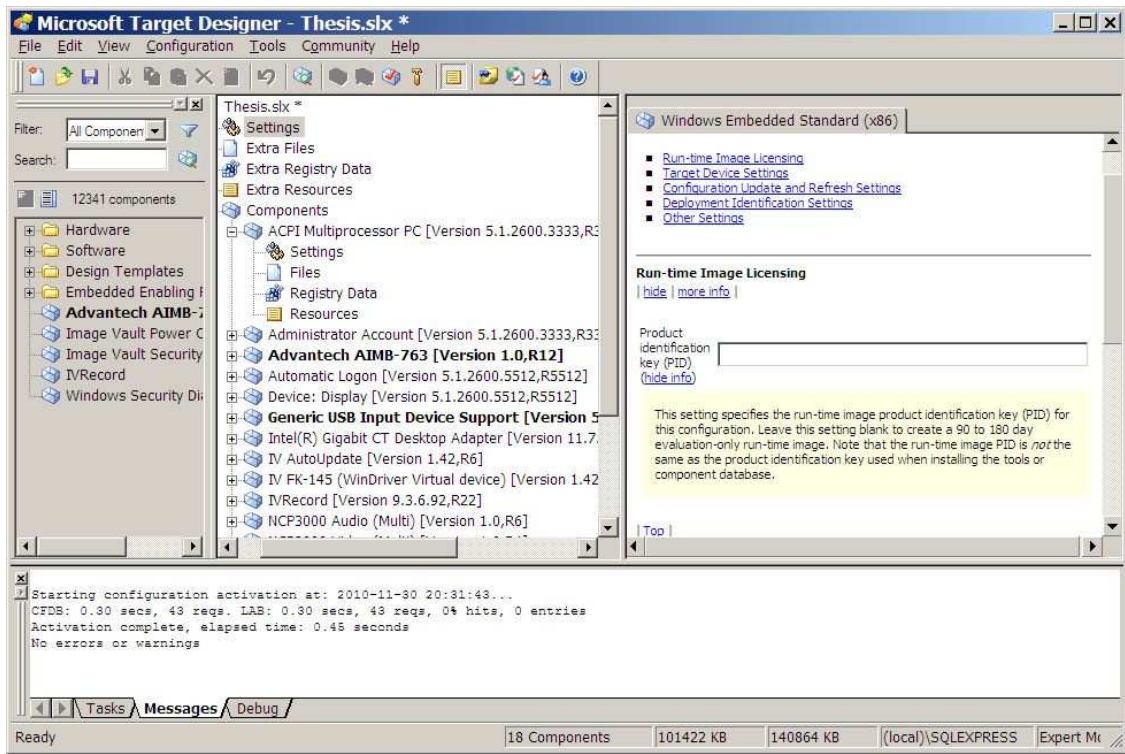 Microsoft Target Designer - Thesis.slx *
File Edit View Configuration Tools Community Help
Filter: All Componen
Search:
12341 components
Hardware
Software
Design Templates
Embedded Enabling F
Advantech AIMB-7
Image Vault Power C
Image Vault Security
IVRecord
Windows Security Di
Thesis.slx *
Settings
Extra Files
Extra Registry Data
Extra Resources
Components
ACPI Multiprocessor PC [Version 5.1.2600.3333,R3
Settings
Files
Registry Data
Resources
Administrator Account [Version 5.1.2600.3333,R33
Advantech AIMB-763 [Version 1.0,R12]
Automatic Logon [Version 5.1.2600.5512,R5512]
Device: Display [Version 5.1.2600.5512,R5512]
Generic USB Input Device Support [Version 5
Intel(R) Gigabit CT Desktop Adapter [Version 11.7.
IV AutoUpdate [Version 1.42,R6]
IV FK-145 (WinDriver Virtual device) [Version 1.42
IVRecord [Version 9.3.6.92,R22]
NCP3000 Audio (Multi) [Version 1.0,R6]
Windows Embedded Standard (x86)
Run-time Image Licensing
Target Device Settings
Configuration Update and Refresh Settings
Deployment Identification Settings
Other Settings
Run-time Image Licensing
| hide | more info |
Product
identification
key (PID)
(hide info)
This setting specifies the run-time image product identification key (PID) for
this configuration. Leave this setting blank to create a 90 to 180 day
evaluation-only run-time image. Note that the run-time image PID is not the
same as the product identification key used when installing the tools or
component database.
| Top |
Starting configuration activation at: 2010-11-30 20:31:43...
CFDB: 0.30 secs, 43 reqs. LAB: 0.30 secs, 43 reqs, 0% hits, 0 entries
Activation complete, elapsed time: 0.45 seconds
No errors or warnings
Tasks Messages Debug
Ready 18 Components 101422 KB 140864 KB (local)\SQLEXPRESS Expert Mo